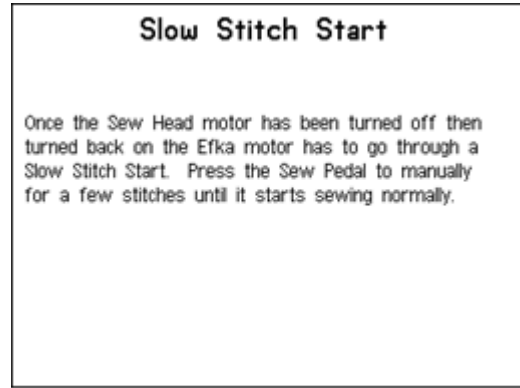 Slow Stitch Start
Once the Sew Head motor has been turned off then
turned back on the Efka motor has to go through a
Slow Stitch Start. Press the Sew Pedal to manually
for a few stitches until it starts sewing normally.